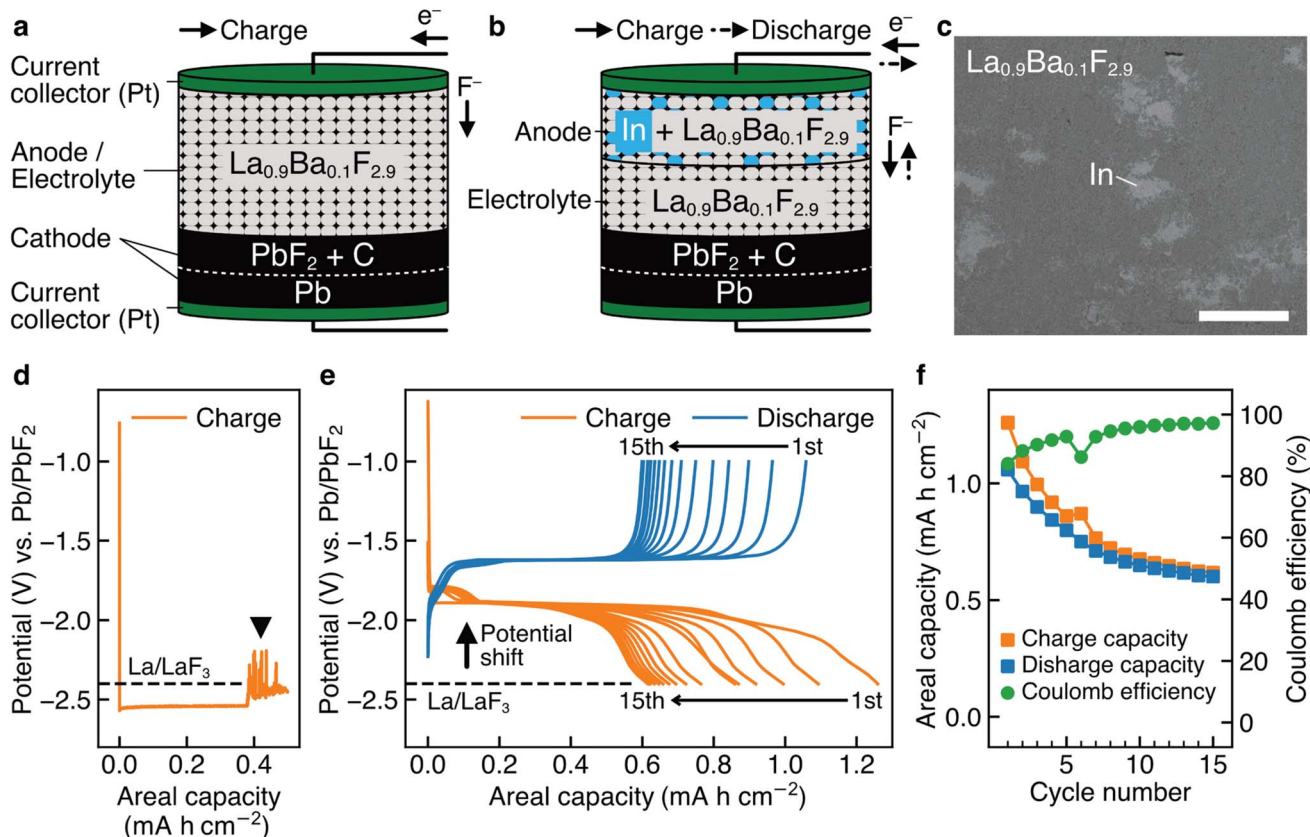 a
Charge
e⁻
Current
collector (Pt)
F⁻
Anode /
Electrolyte
La₀.₉Ba₀.₁F₂.₉
Cathode
PbF₂ + C
Pb
Current
collector (Pt)
b
Charge
Discharge
e⁻
Anode
In + La₀.₉Ba₀.₁F₂.₉
F⁻
Electrolyte
La₀.₉Ba₀.₁F₂.₉
PbF₂ + C
Pb
c
La₀.₉Ba₀.₁F₂.₉
In
d
Charge
Potential (V) vs. Pb/PbF₂
−1.0
−1.5
−2.0
−2.5
La/LaF₃
0.0 0.4
Areal capacity
(mA h cm⁻²)
e
Charge Discharge
15th 1st
Potential (V) vs. Pb/PbF₂
−1.0
−1.5
−2.0
−2.5
Potential
shift
La/LaF₃
15th 1st
0.0 0.2 0.4 0.6 0.8 1.0 1.2
Areal capacity (mA h cm⁻²)
f
Areal capacity (mA h cm⁻²)
1.0
0.5
0.0
Charge capacity
Disharge capacity
Coulomb efficiency
100
80
60
40
20
0
Coulomb efficiency (%)
5 10 15
Cycle number